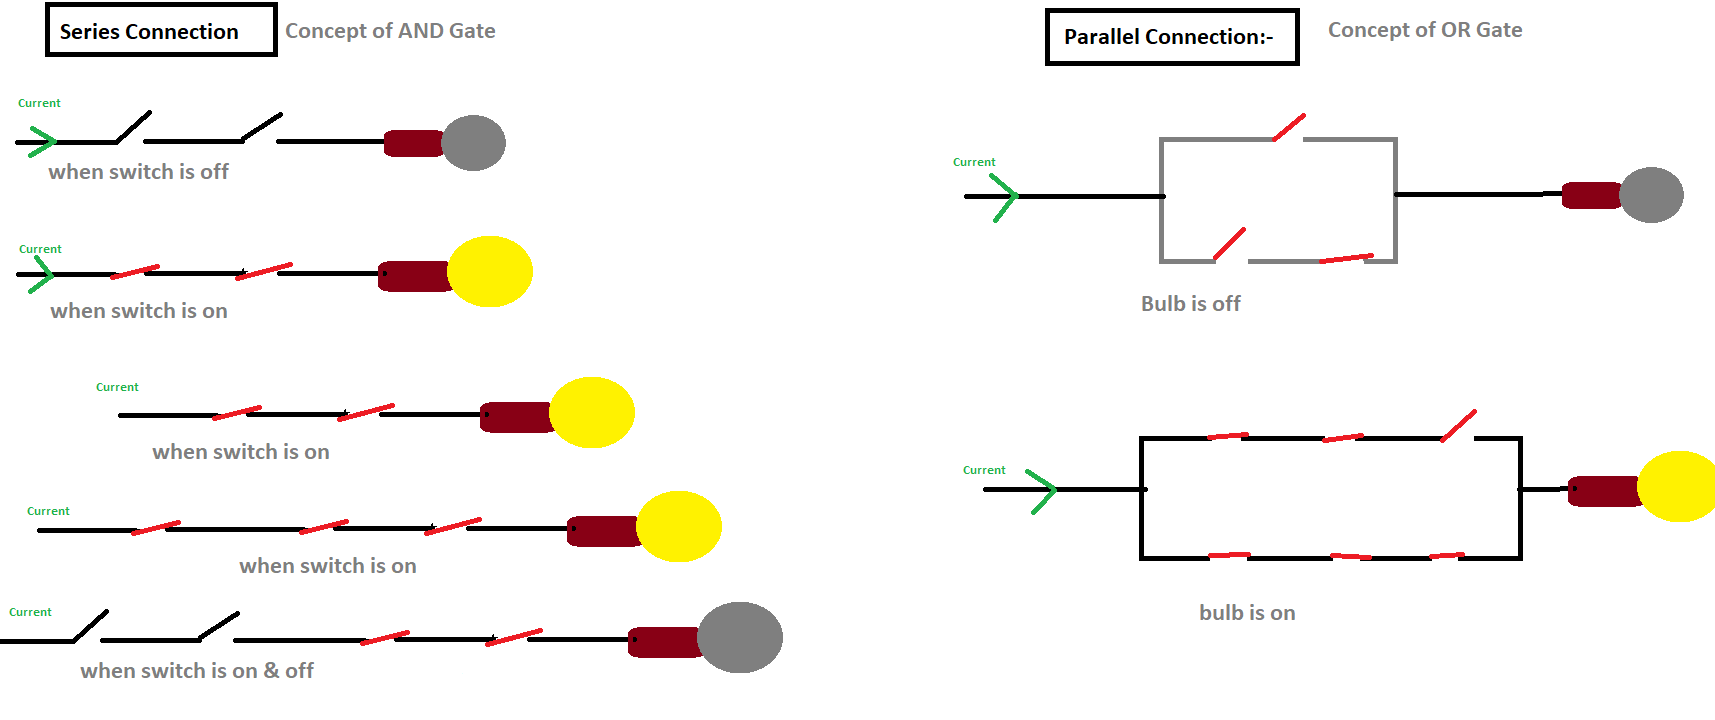 Series Connection
Concept of AND Gate
Current
when switch is off
Current
when switch is on
Current
when switch is on
Current
when switch is on
Current
when switch is on & off
Parallel Connection:-
Concept of OR Gate
Current
Bulb is off
Current
bulb is on